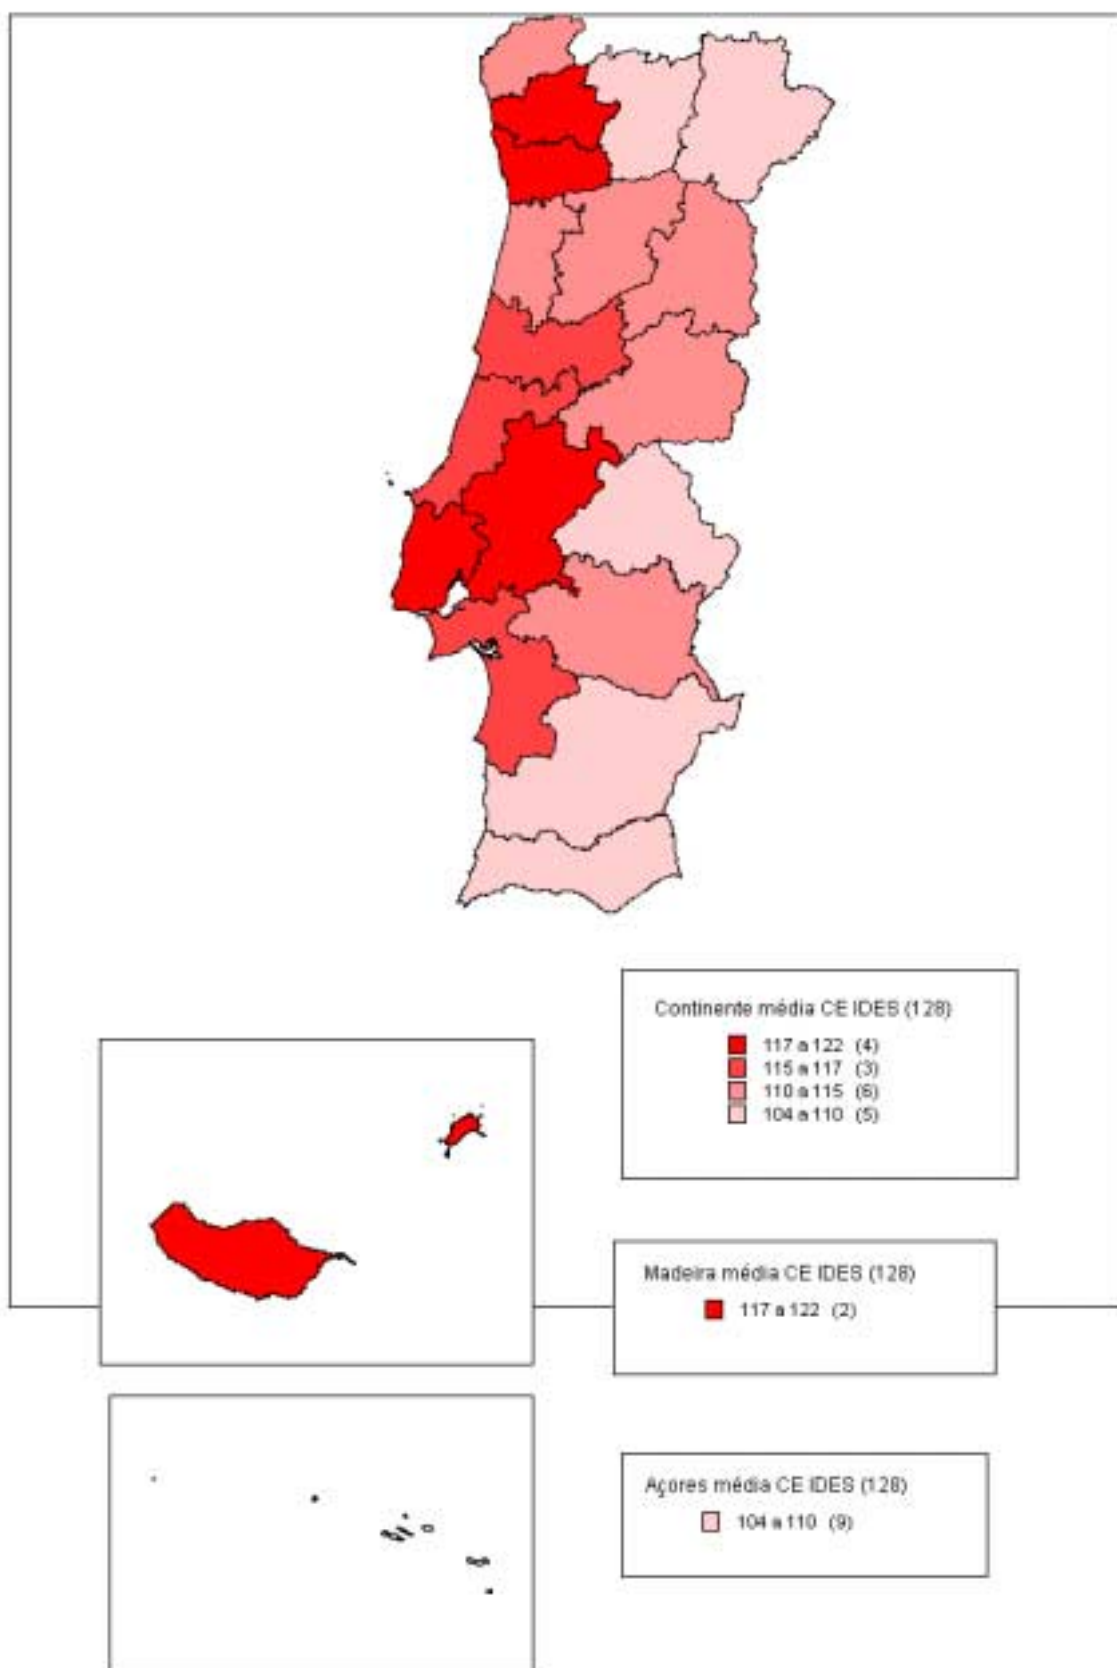 Continente média CE IDES (128)
117 a 122 (4)
115 a 117 (3)
110 a 115 (6)
104 a 110 (5)
Madeira média CE IDES (128)
117 a 122 (2)
Açores média CE IDES (128)
104 a 110 (9)